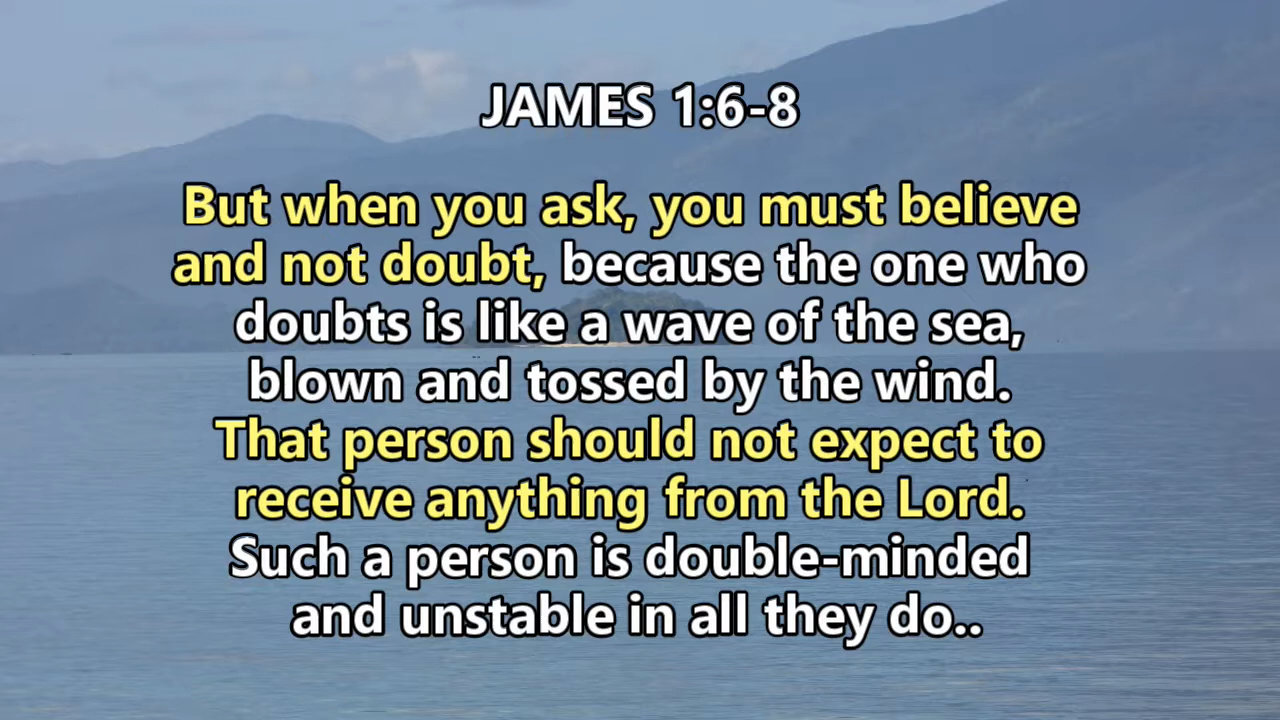 JAMES 1:6-8
But when you ask, you must believe
and not doubt, because the one who
doubts is like a wave of the sea,
blown and tossed by the wind.
That person should not expect to
receive anything from the Lord.
Such a person is double-minded
and unstable in all they do..